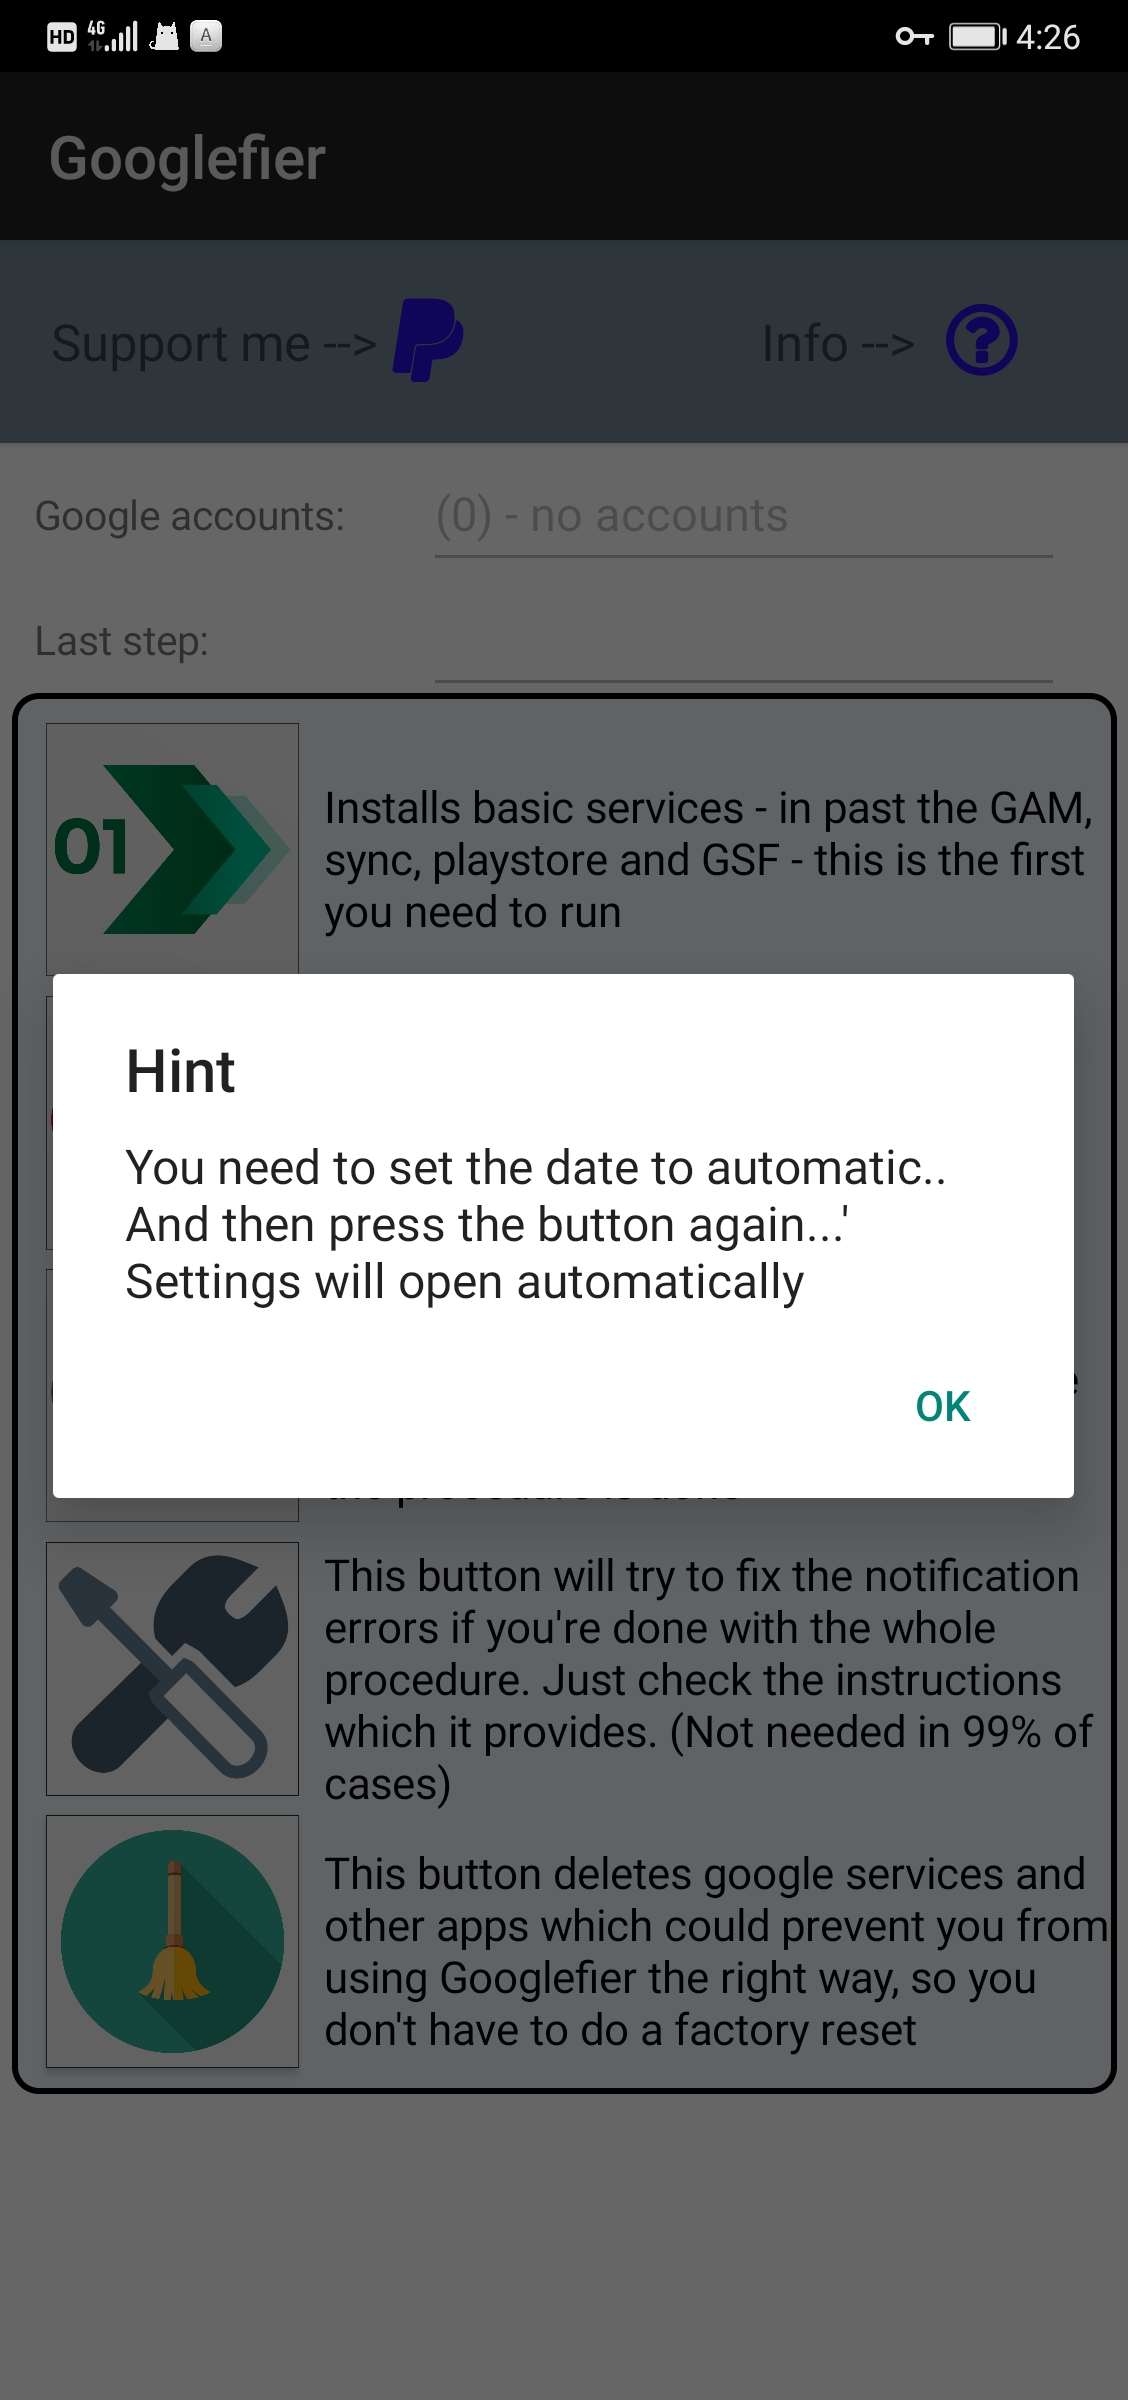 HD 4G A 4:26
Googlefier
Support me --> Info -->
Google accounts: (0) - no accounts
Last step:
01
Installs basic services - in past the GAM,
sync, playstore and GSF - this is the first
you need to run
Hint
You need to set the date to automatic..
And then press the button again...'
Settings will open automatically
OK
This button will try to fix the notification
errors if you're done with the whole
procedure. Just check the instructions
which it provides. (Not needed in 99% of
cases)
This button deletes google services and
other apps which could prevent you from
using Googlefier the right way, so you
don't have to do a factory reset